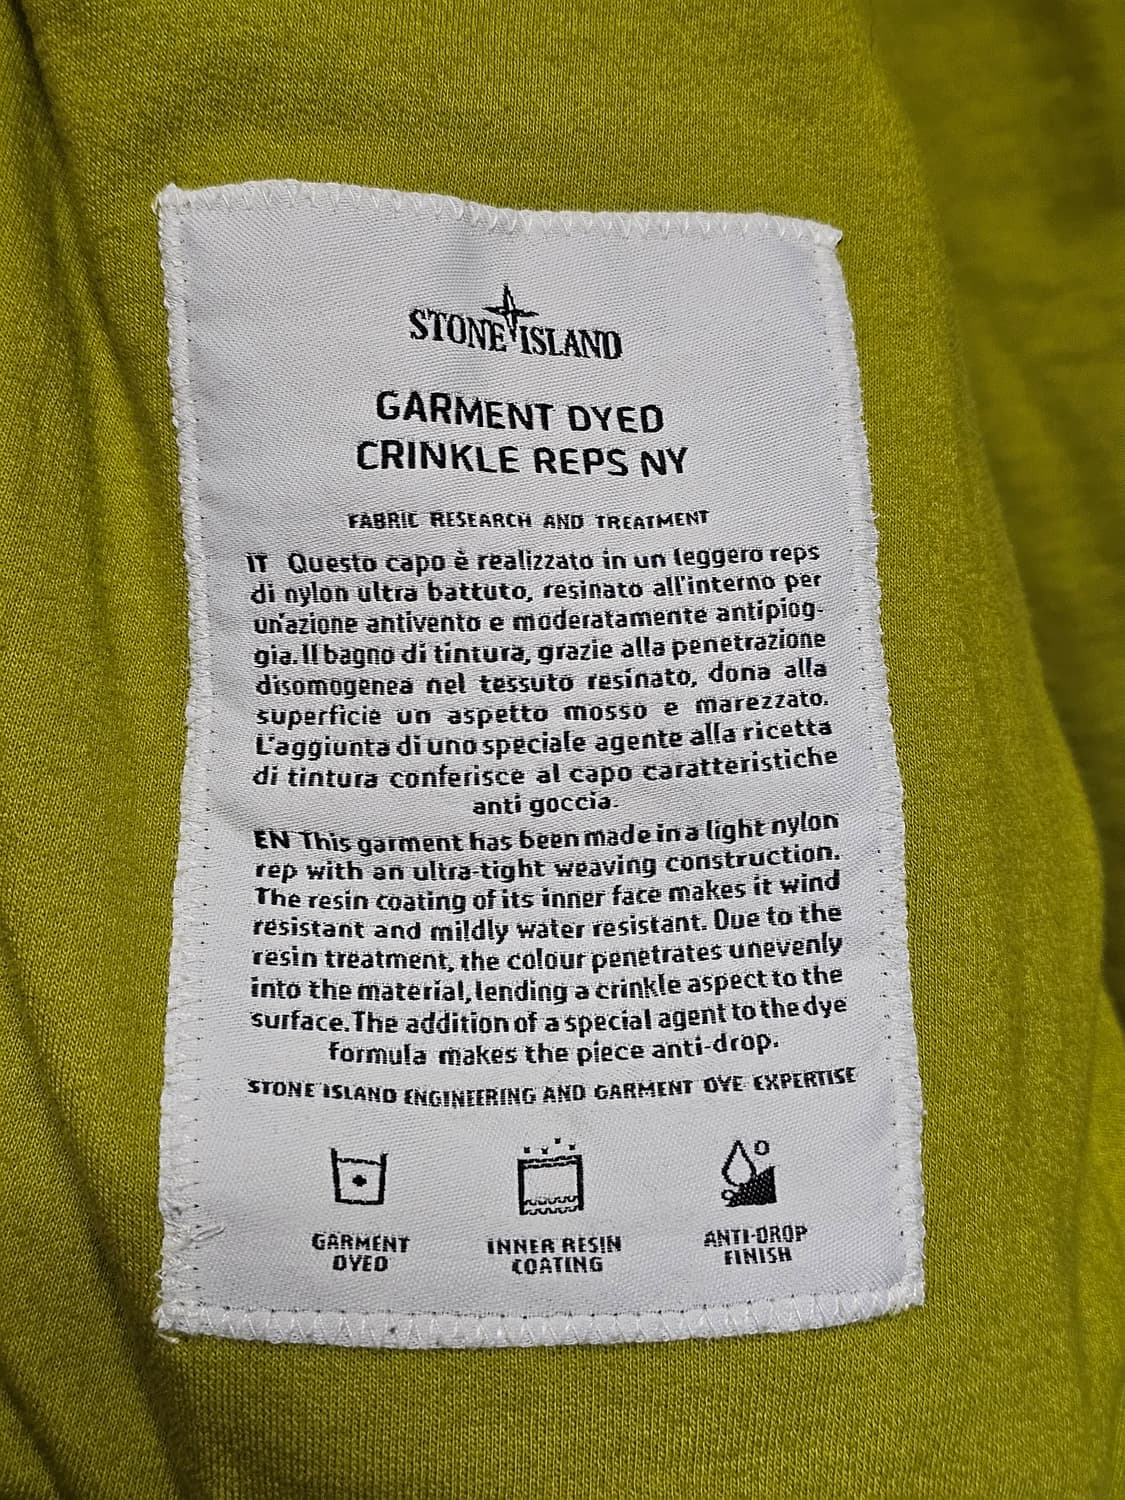 STONE ISLAND
GARMENT DYED
CRINKLE REPS NY
FABRIC RESEARCH AND TREATMENT
IT Questo capo è realizzato in un leggero reps
di nylon ultra battuto, resinato all'interno per
un'azione antivento e moderatamente antipiog-
gia. Il bagno di tintura, grazie alla penetrazione
disomogenea nel tessuto resinato, dona alla
superficie un aspetto mosso e marezzato.
L'aggiunta di uno speciale agente alla ricetta
di tintura conferisce al capo caratteristiche
anti goccia.
EN This garment has been made in a light nylon
rep with an ultra-tight weaving construction.
The resin coating of its inner face makes it wind
resistant and mildly water resistant. Due to the
resin treatment, the colour penetrates unevenly
into the material, lending a crinkle aspect to the
surface. The addition of a special agent to the dye
formula makes the piece anti-drop.
STONE ISLAND ENGINEERING AND GARMENT DYE EXPERTISE
GARMENT DYED
INNER RESIN COATING
ANTI-DROP FINISH